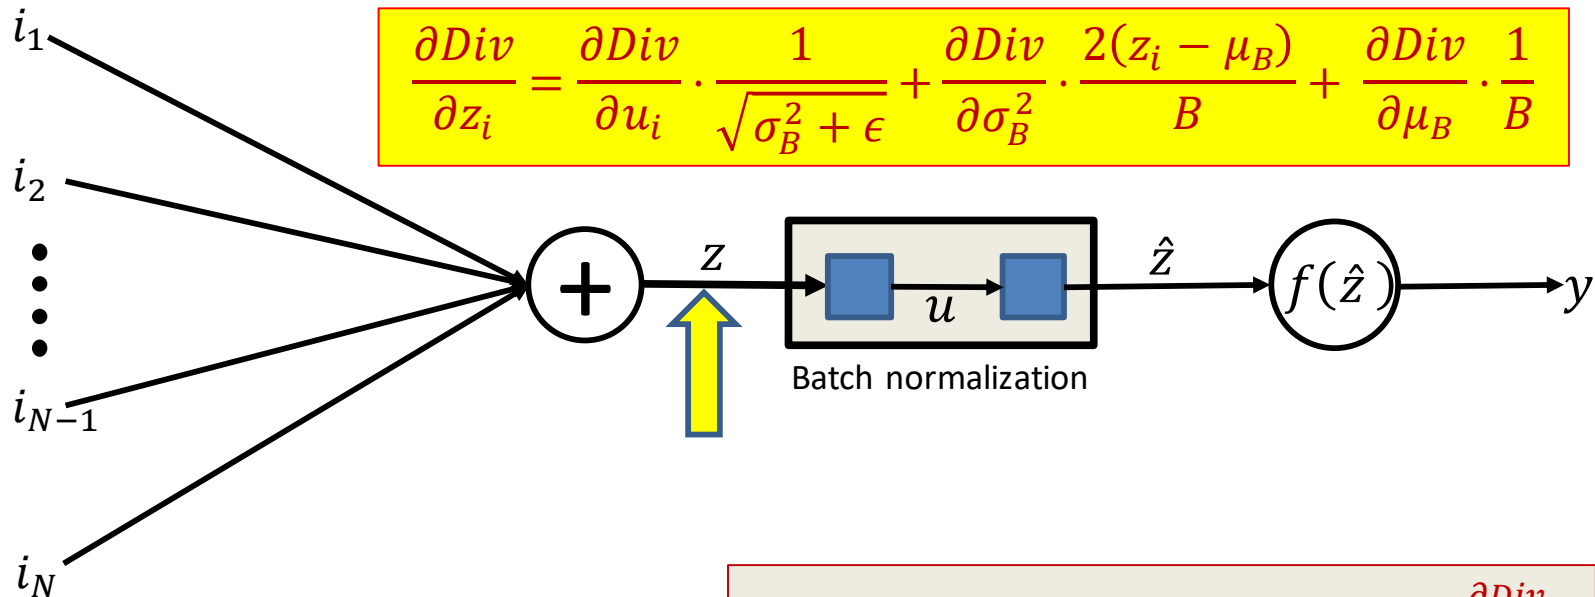 i_1
∂Div/∂z_i = ∂Div/∂u_i · 1/√(σ_B^2 + ϵ) + ∂Div/∂σ_B^2 · 2(z_i − μ_B)/B + ∂Div/∂μ_B · 1/B
i_2
+
z
u
ẑ
f(ẑ)
y
Batch normalization
i_{N−1}
i_N
∂Div